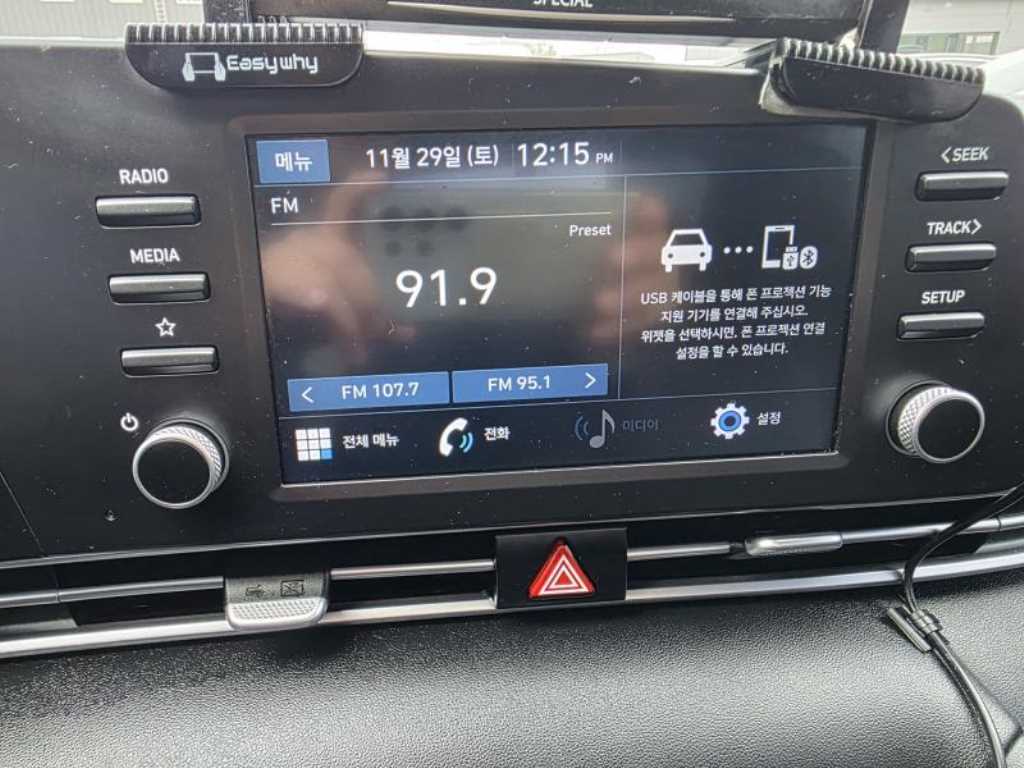 SPECIAL
Easywhy
메뉴 11월 29일 (토) 12:15 PM
FM
Preset
91.9
FM 107.7
FM 95.1
USB 케이블을 통해 폰 프로젝션 기능
지원 기기를 연결해 주십시오.
위젯을 선택하시면, 폰 프로젝션 연결
설정을 할 수 있습니다.
전체 메뉴
전화
미디어
설정
RADIO
MEDIA
<SEEK
TRACK>
SETUP